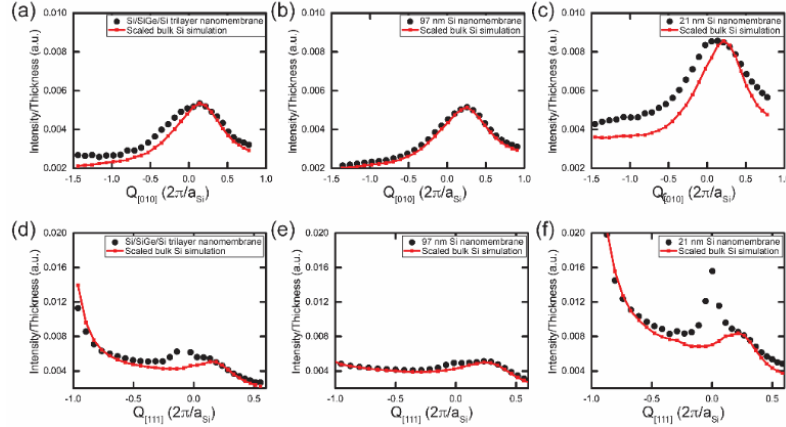 (a)
Si/SiGe/Si trilayer nanomembrane
Scaled bulk Si simulation
Intensity/Thickness (a.u.)
0.010
0.008
0.006
0.004
0.002
-1.5 -1.0 -0.5 0.0 0.5 1.0
Q[010] (2π/aSi)
(b)
97 nm Si nanomembrane
Scaled bulk Si simulation
Intensity/Thickness (a.u.)
0.010
0.008
0.006
0.004
0.002
-1.5 -1.0 -0.5 0.0 0.5 1.0
Q[010] (2π/aSi)
(c)
21 nm Si nanomembrane
Scaled bulk Si simulation
Intensity/Thickness (a.u.)
0.010
0.008
0.006
0.004
0.002
-1.5 -1.0 -0.5 0.0 0.5 1.0
Q[010] (2π/aSi)
(d)
Si/SiGe/Si trilayer nanomembrane
Scaled bulk Si simulation
Intensity/Thickness (a.u.)
0.020
0.016
0.012
0.008
0.004
-1.0 -0.5 0.0 0.5
Q[111] (2π/aSi)
(e)
97 nm Si nanomembrane
Scaled bulk Si simulation
Intensity/Thickness (a.u.)
0.020
0.016
0.012
0.008
0.004
-1.0 -0.5 0.0 0.5
Q[111] (2π/aSi)
(f)
21 nm Si nanomembrane
Scaled bulk Si simulation
Intensity/Thickness (a.u.)
0.020
0.016
0.012
0.008
0.004
-1.0 -0.5 0.0 0.5
Q[111] (2π/aSi)